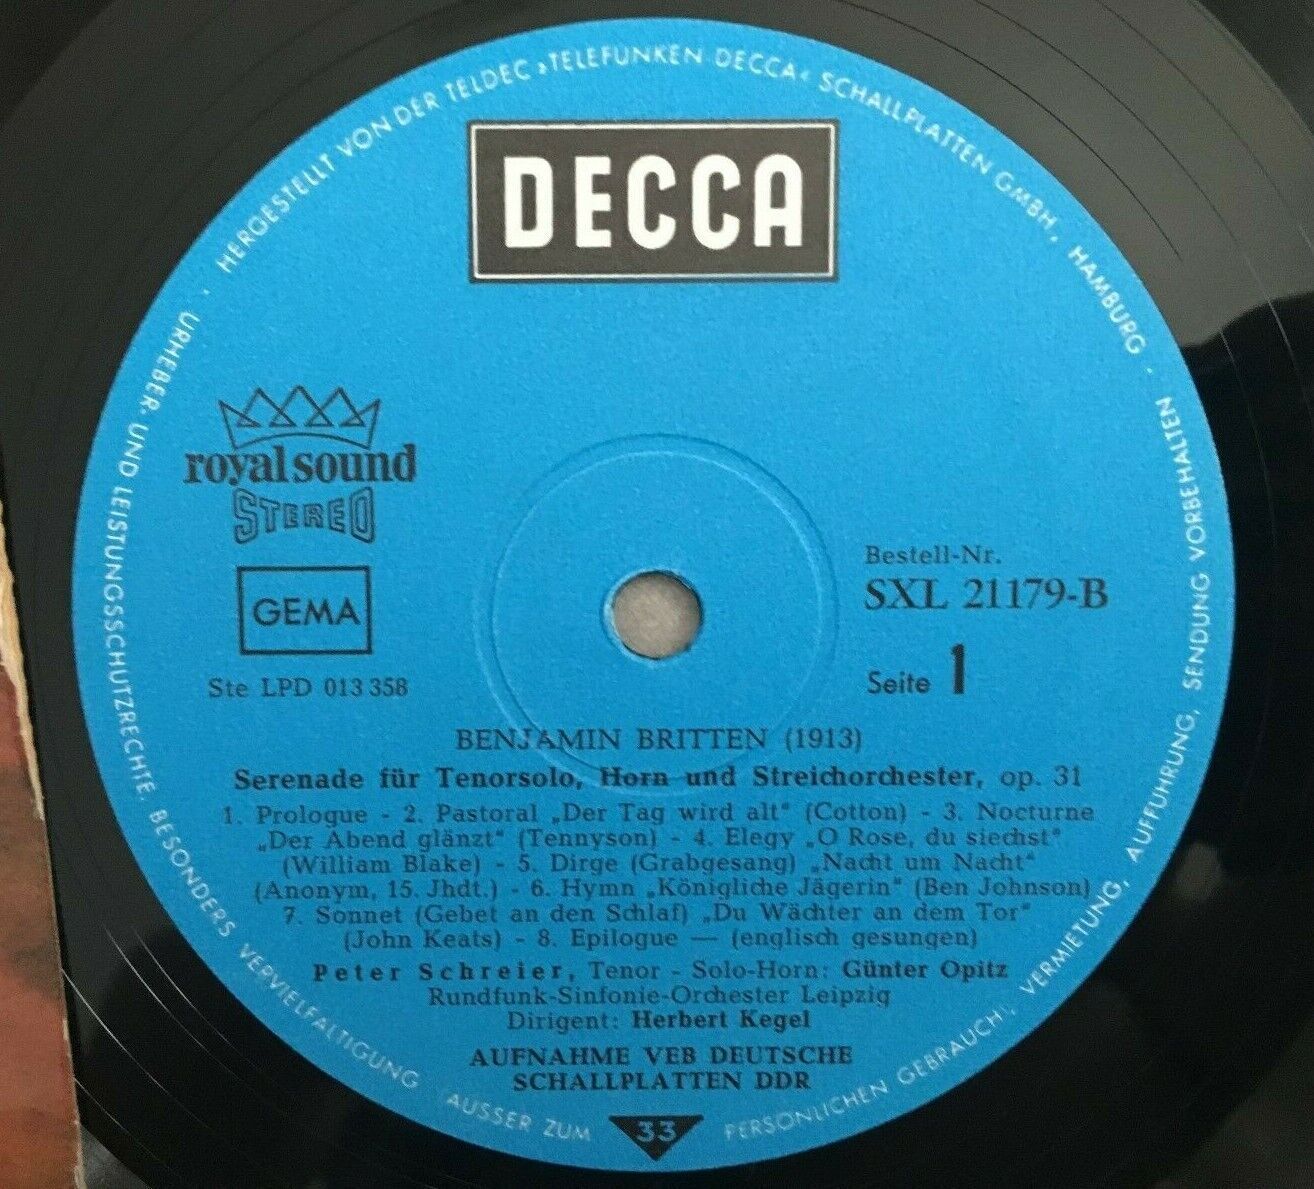 HERGESTELLT VON DER TELDEC »TELEFUNKEN DECCA« SCHALLPLATTEN GMBH, HAMBURG ·
URHEBER- UND LEISTUNGSSCHUTZRECHTE, BESONDERS VERVIELFÄLTIGUNG (AUSSER ZUM PERSÖNLICHEN GEBRAUCH!), VERMIETUNG, AUFFÜHRUNG, SENDUNG VORBEHALTEN ·
DECCA
royal sound
STEREO
GEMA
Ste LPD 013 358
Bestell-Nr.
SXL 21179-B
Seite 1
BENJAMIN BRITTEN (1913)
Serenade für Tenorsolo, Horn und Streichorchester, op. 31
1. Prologue - 2. Pastoral „Der Tag wird alt" (Cotton) - 3. Nocturne
„Der Abend glänzt" (Tennyson) - 4. Elegy „O Rose, du siechst"
(William Blake) - 5. Dirge (Grabgesang) „Nacht um Nacht"
(Anonym, 15. Jhdt.) - 6. Hymn „Königliche Jägerin" (Ben Johnson)
7. Sonnet (Gebet an den Schlaf) „Du Wächter an dem Tor"
(John Keats) - 8. Epilogue — (englisch gesungen)
Peter Schreier, Tenor - Solo-Horn: Günter Opitz
Rundfunk-Sinfonie-Orchester Leipzig
Dirigent: Herbert Kegel
AUFNAHME VEB DEUTSCHE
SCHALLPLATTEN DDR
33